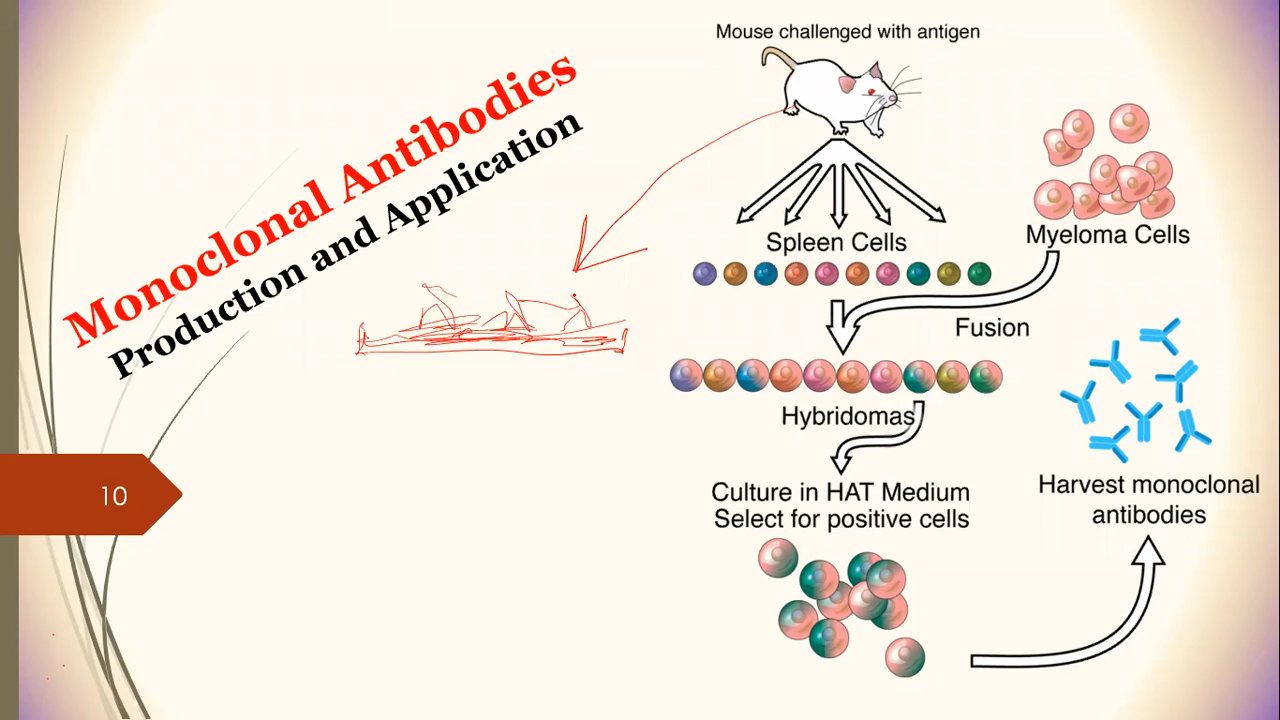 Monoclonal Antibodies
Production and Application
10
Mouse challenged with antigen
Spleen Cells
Myeloma Cells
Fusion
Hybridomas
Culture in HAT Medium
Select for positive cells
Harvest monoclonal
antibodies